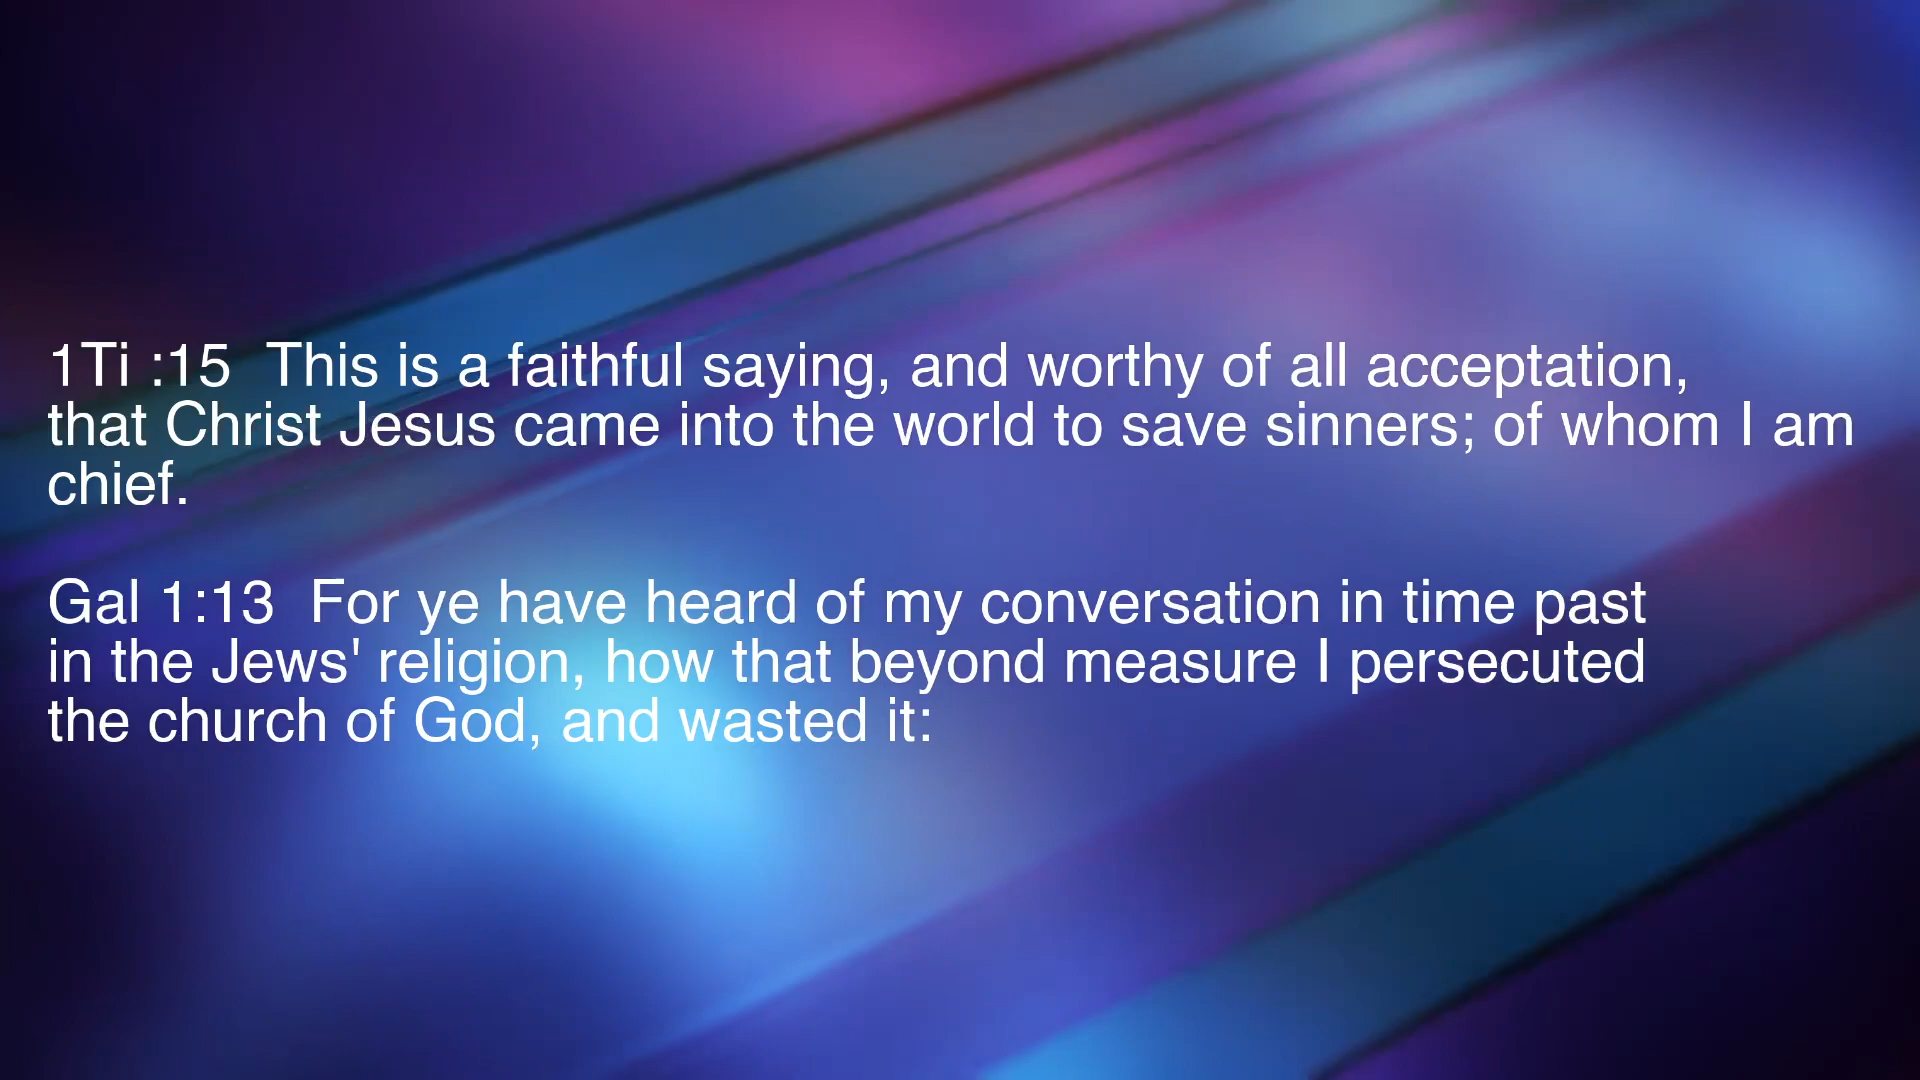 1Ti :15  This is a faithful saying, and worthy of all acceptation,
that Christ Jesus came into the world to save sinners; of whom I am
chief.
Gal 1:13  For ye have heard of my conversation in time past
in the Jews' religion, how that beyond measure I persecuted
the church of God, and wasted it: